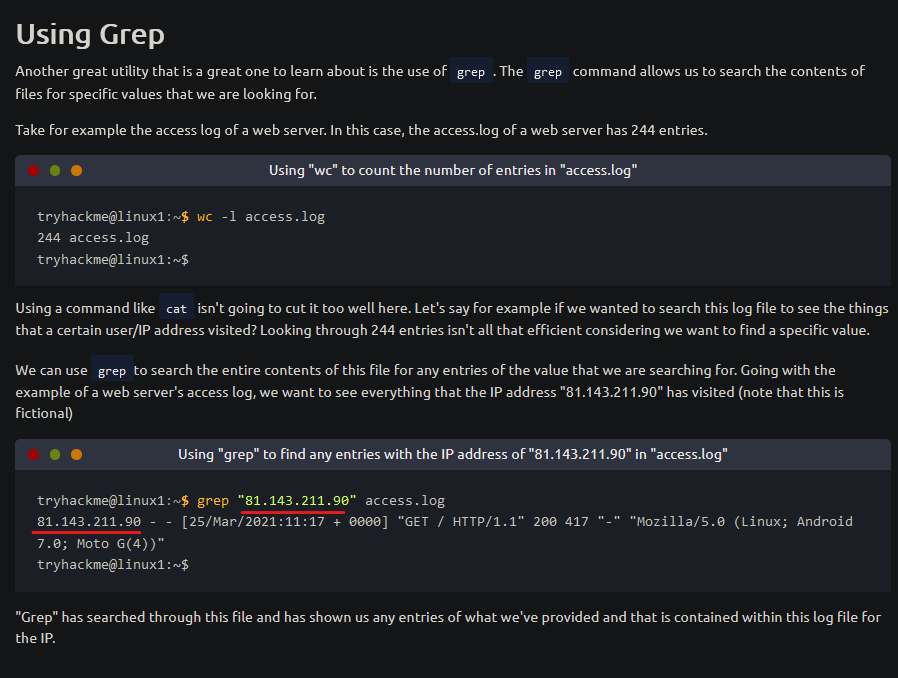 Using Grep
Another great utility that is a great one to learn about is the use of grep. The grep command allows us to search the contents of
files for specific values that we are looking for.
Take for example the access log of a web server. In this case, the access.log of a web server has 244 entries.
Using "wc" to count the number of entries in "access.log"
tryhackme@linux1:~$ wc -l access.log
244 access.log
tryhackme@linux1:~$
Using a command like cat isn't going to cut it too well here. Let's say for example if we wanted to search this log file to see the things
that a certain user/IP address visited? Looking through 244 entries isn't all that efficient considering we want to find a specific value.
We can use grep to search the entire contents of this file for any entries of the value that we are searching for. Going with the
example of a web server's access log, we want to see everything that the IP address "81.143.211.90" has visited (note that this is
fictional)
Using "grep" to find any entries with the IP address of "81.143.211.90" in "access.log"
tryhackme@linux1:~$ grep "81.143.211.90" access.log
81.143.211.90 - - [25/Mar/2021:11:17 + 0000] "GET / HTTP/1.1" 200 417 "-" "Mozilla/5.0 (Linux; Android
7.0; Moto G(4))"
tryhackme@linux1:~$
"Grep" has searched through this file and has shown us any entries of what we've provided and that is contained within this log file for
the IP.